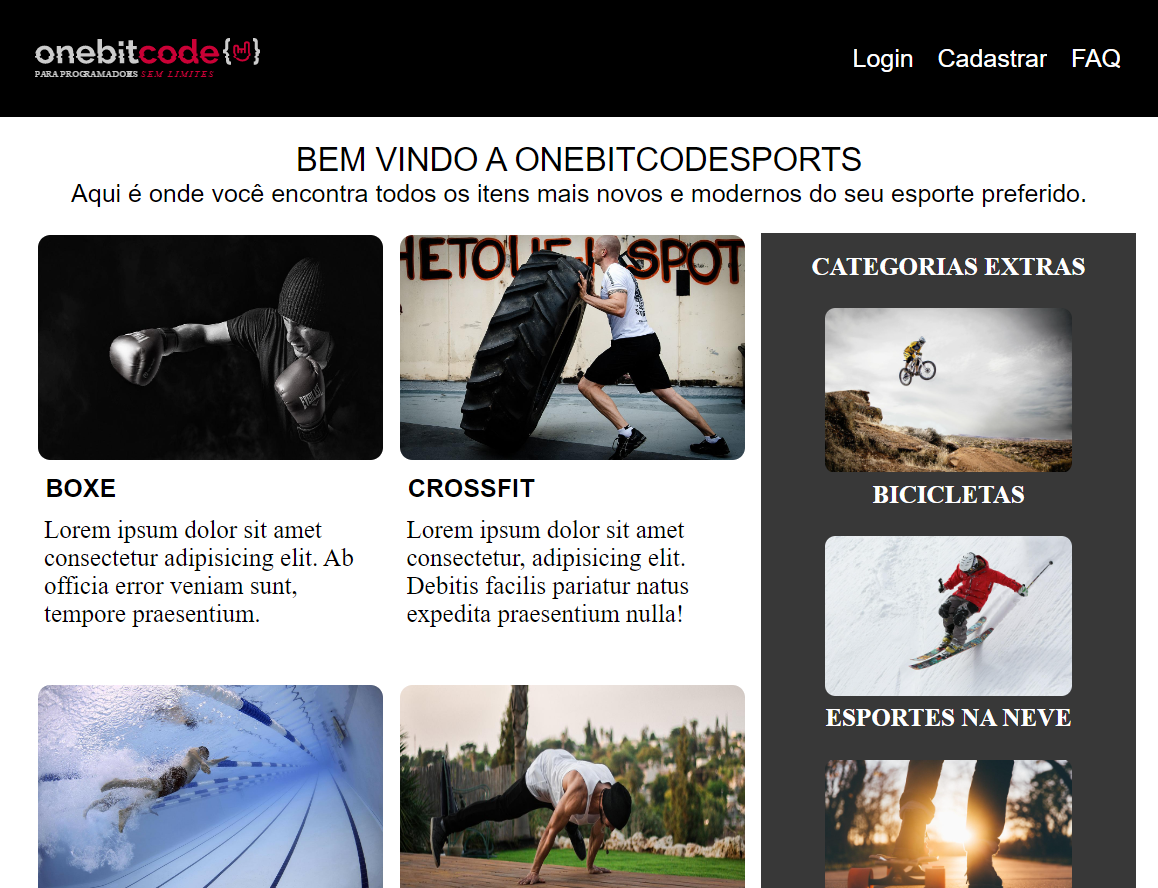 onebitcode{}
PARA PROGRAMADORES SEM LIMITES
Login Cadastrar FAQ
BEM VINDO A ONEBITCODESPORTS
Aqui é onde você encontra todos os itens mais novos e modernos do seu esporte preferido.
HETOUE SPOT
EVERLAST
BOXE
Lorem ipsum dolor sit amet
consectetur adipisicing elit. Ab
officia error veniam sunt,
tempore praesentium.
CROSSFIT
Lorem ipsum dolor sit amet
consectetur, adipisicing elit.
Debitis facilis pariatur natus
expedita praesentium nulla!
CATEGORIAS EXTRAS
BICICLETAS
ESPORTES NA NEVE